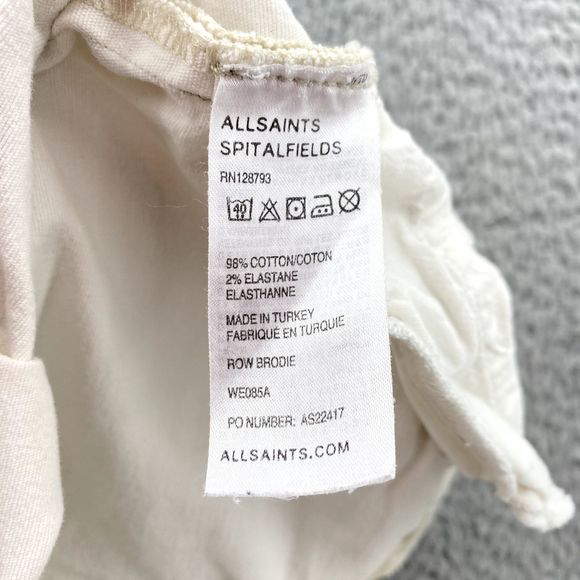 ALLSAINTS
SPITALFIELDS
RN128793
40
98% COTTON/COTON
2% ELASTANE
ELASTHANNE
MADE IN TURKEY
FABRIQUÉ EN TURQUIE
ROW BRODIE
WE085A
PO NUMBER: AS22417
ALLSAINTS.COM